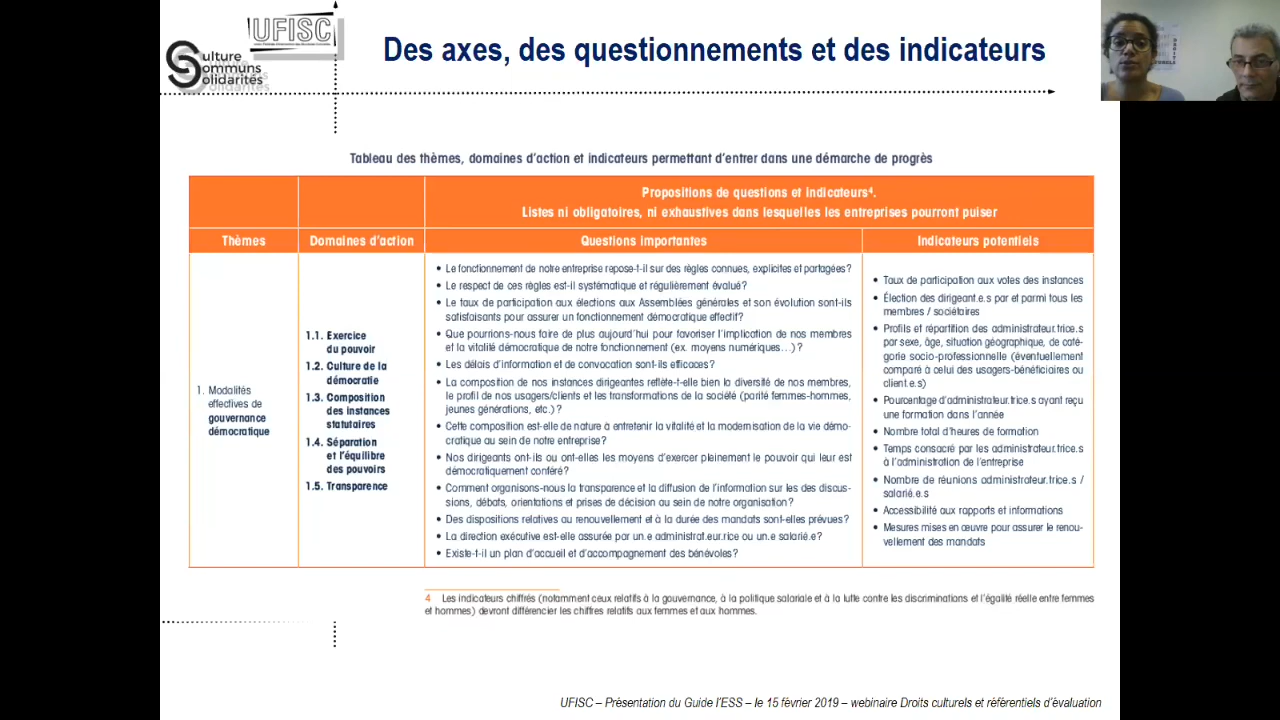 UFISC
Culture
Communs
Solidarités
Des axes, des questionnements et des indicateurs
Tableau des thèmes, domaines d'action et indicateurs permettant d'entrer dans une démarche de progrès
Propositions de questions et indicateurs4.
Listes ni obligatoires, ni exhaustives dans lesquelles les entreprises pourront puiser
Thèmes
Domaines d'action
Questions importantes
Indicateurs potentiels
1. Modalités
effectives de
gouvernance
démocratique
1.1. Exercice
du pouvoir
1.2. Culture de la
démocratie
1.3. Composition
des instances
statutaires
1.4. Séparation
et l'équilibre
des pouvoirs
1.5. Transparence
• Le fonctionnement de notre entreprise repose-t-il sur des règles connues, explicites et partagées?
• Le respect de ces règles est-il systématique et régulièrement évalué?
• Le taux de participation aux élections aux Assemblées générales et son évolution sont-ils
satisfaisants pour assurer un fonctionnement démocratique effectif?
• Que pourrions-nous faire de plus aujourd'hui pour favoriser l'implication de nos membres
et la vitalité démocratique de notre fonctionnement (ex. moyens numériques…) ?
• Les délais d'information et de convocation sont-ils efficaces?
• La composition de nos instances dirigeantes reflète-t-elle bien la diversité de nos membres,
le profil de nos usagers/clients et les transformations de la société (parité femmes-hommes,
jeunes générations, etc.) ?
• Cette composition est-elle de nature à entretenir la vitalité et la modernisation de la vie démo-
cratique au sein de notre entreprise?
• Nos dirigeants ont-ils ou ont-elles les moyens d'exercer pleinement le pouvoir qui leur est
démocratiquement conféré?
• Comment organisons-nous la transparence et la diffusion de l'information sur les des discus-
sions, débats, orientations et prises de décision au sein de notre organisation?
• Des dispositions relatives au renouvellement et à la durée des mandats sont-elles prévues?
• La direction exécutive est-elle assurée par un.e administrat.eur.rice ou un.e salarié.e?
• Existe-t-il un plan d'accueil et d'accompagnement des bénévoles?
• Taux de participation aux votes des instances
• Élection des dirigeant.e.s par et parmi tous les
membres / sociétaires
• Profils et répartition des administrateur.trice.s
par sexe, âge, situation géographique, de caté-
gorie socio-professionnelle (éventuellement
comparé à celui des usagers-bénéficiaires ou
client.e.s)
• Pourcentage d'administrateur.trice.s ayant reçu
une formation dans l'année
• Nombre total d'heures de formation
• Temps consacré par les administrateur.trice.s
à l'administration de l'entreprise
• Nombre de réunions administrateur.trice.s /
salarié.e.s
• Accessibilité aux rapports et informations
• Mesures mises en œuvre pour assurer le renou-
vellement des mandats
4 Les indicateurs chiffrés (notamment ceux relatifs à la gouvernance, à la politique salariale et à la lutte contre les discriminations et l'égalité réelle entre femmes
et hommes) devront différencier les chiffres relatifs aux femmes et aux hommes.
UFISC – Présentation du Guide l'ESS – le 15 février 2019 – webinaire Droits culturels et référentiels d'évaluation